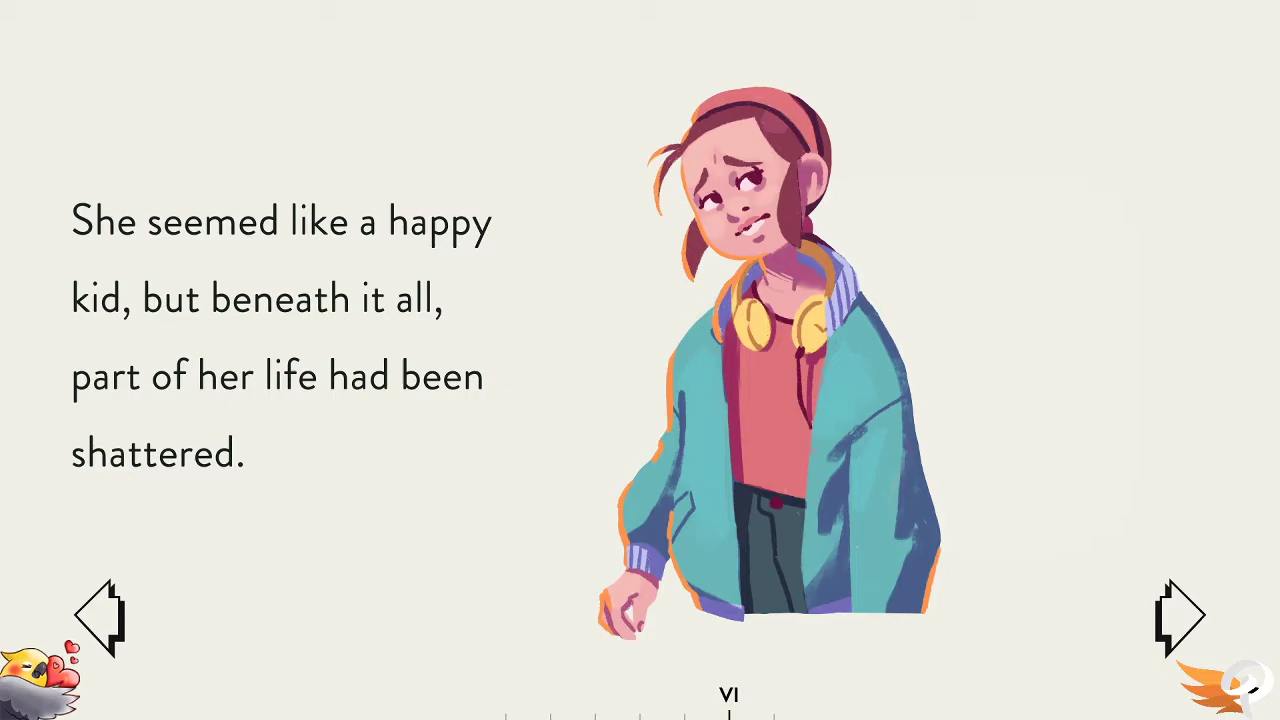 She seemed like a happy
kid, but beneath it all,
part of her life had been
shattered.
VI